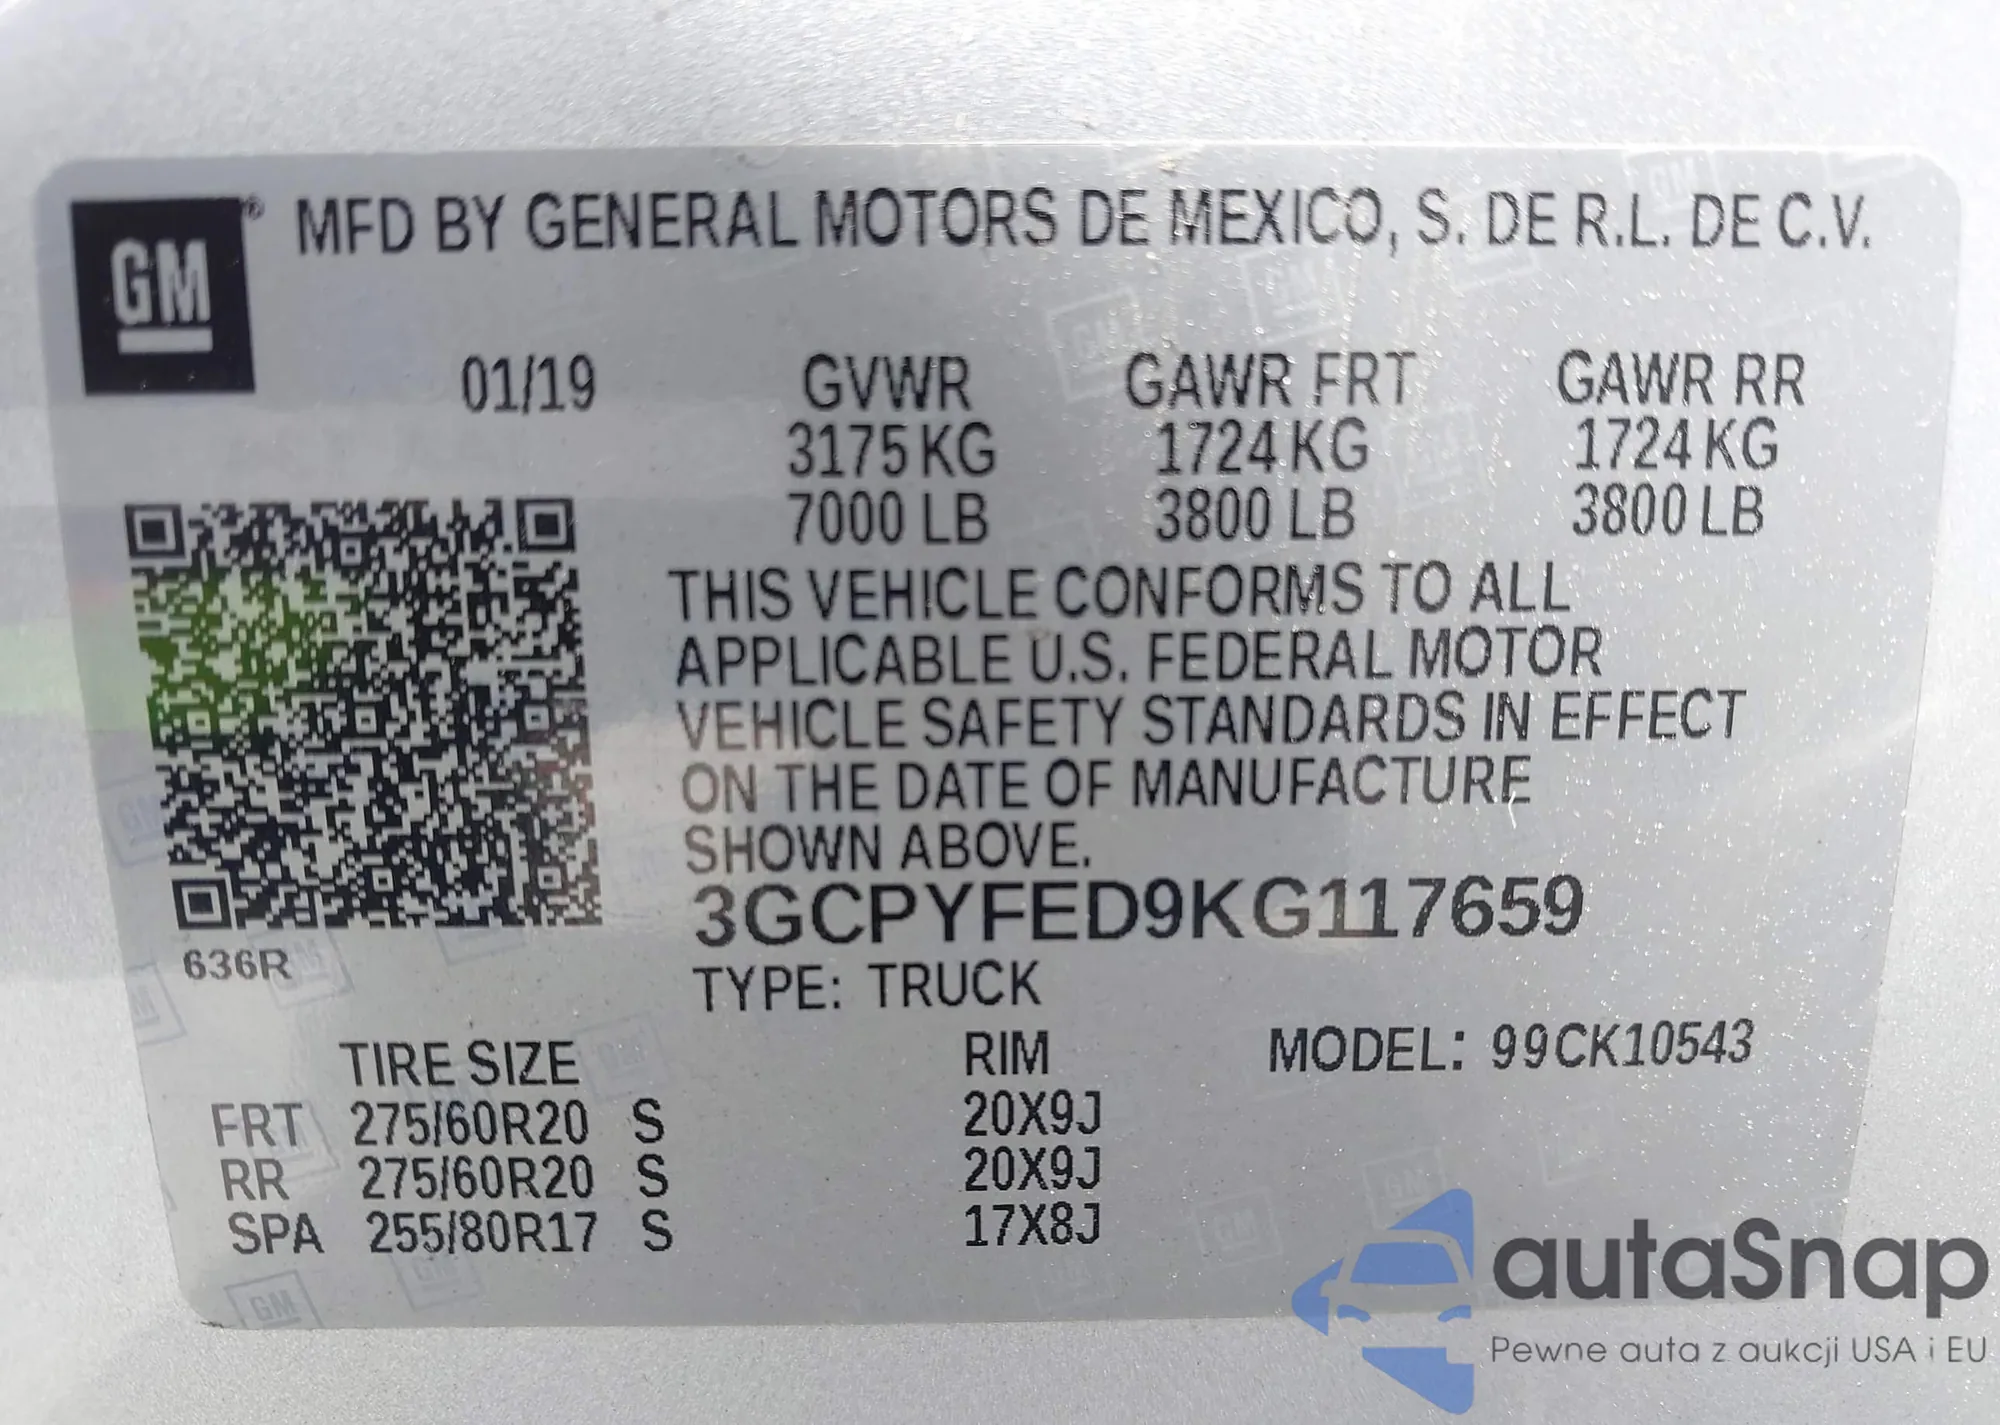 GM
® MFD BY GENERAL MOTORS DE MEXICO, S. DE R.L. DE C.V.
01/19 GVWR GAWR FRT GAWR RR
3175 KG 1724 KG 1724 KG
7000 LB 3800 LB 3800 LB
THIS VEHICLE CONFORMS TO ALL
APPLICABLE U.S. FEDERAL MOTOR
VEHICLE SAFETY STANDARDS IN EFFECT
ON THE DATE OF MANUFACTURE
SHOWN ABOVE.
3GCPYFED9KG117659
636R
TYPE: TRUCK
TIRE SIZE RIM MODEL: 99CK10543
FRT 275/60R20 S 20X9J
RR 275/60R20 S 20X9J
SPA 255/80R17 S 17X8J
autaSnap
Pewne auta z aukcji USA i EU